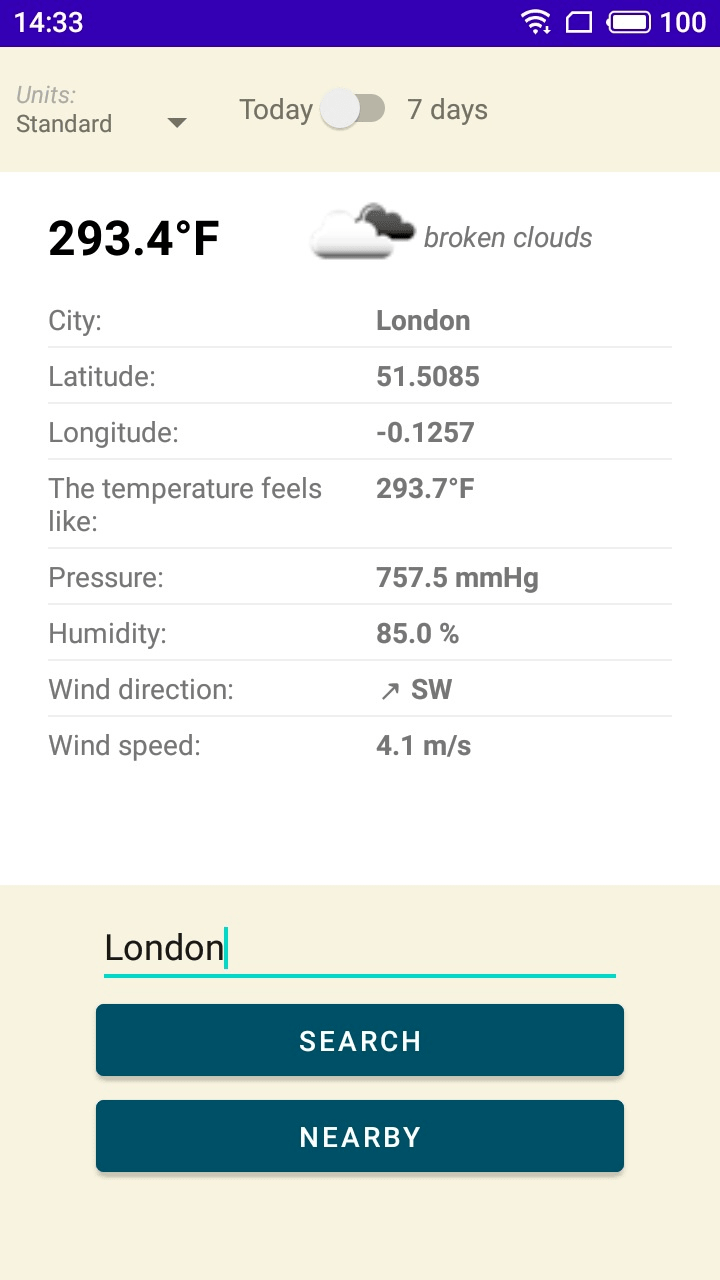 14:33 100
Units:
Standard
Today 7 days
293.4°F broken clouds
City: London
Latitude: 51.5085
Longitude: -0.1257
The temperature feels like: 293.7°F
Pressure: 757.5 mmHg
Humidity: 85.0 %
Wind direction: ↗ SW
Wind speed: 4.1 m/s
London
SEARCH
NEARBY